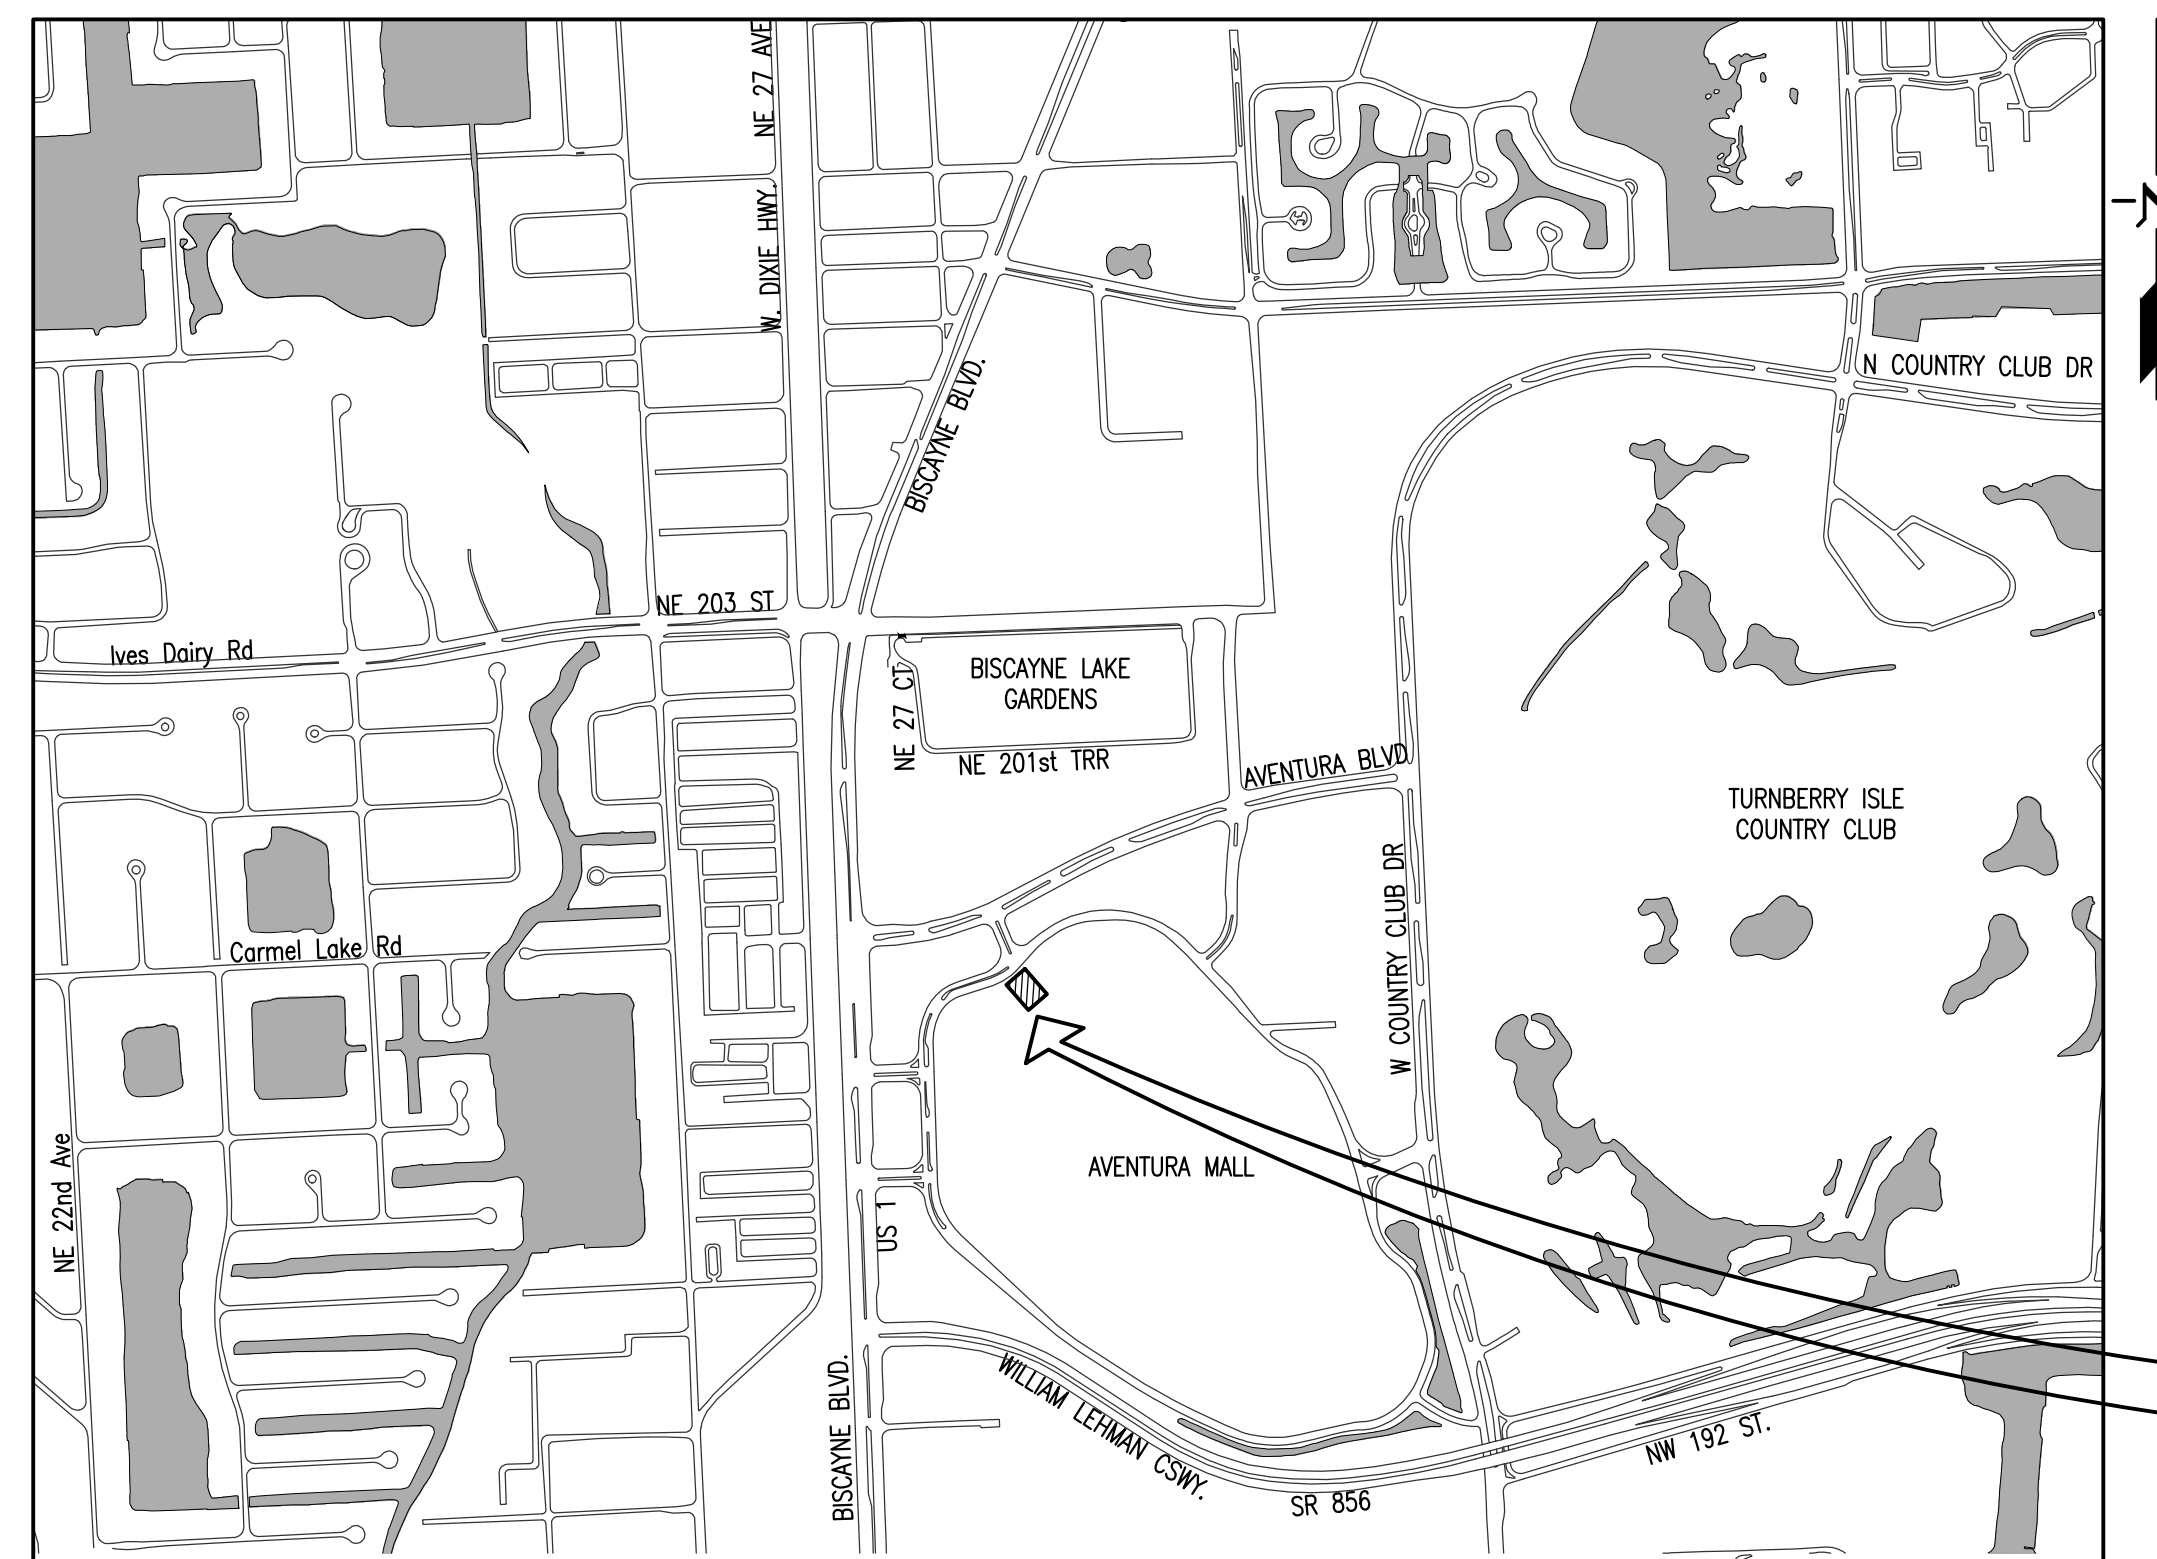 NE 27 AVE
W. DIXIE HWY.
N COUNTRY CLUB DR
BISCAYNE BLVD.
NE 203 ST
Ives Dairy Rd
BISCAYNE LAKE
GARDENS
NE 27 CT
NE 201st TRR
AVENTURA BLVD
TURNBERRY ISLE
COUNTRY CLUB
W COUNTRY CLUB DR
Carmel Lake Rd
NE 22nd Ave
AVENTURA MALL
US 1
BISCAYNE BLVD.
WILLIAM LEHMAN CSWY.
SR 856
NW 192 ST.